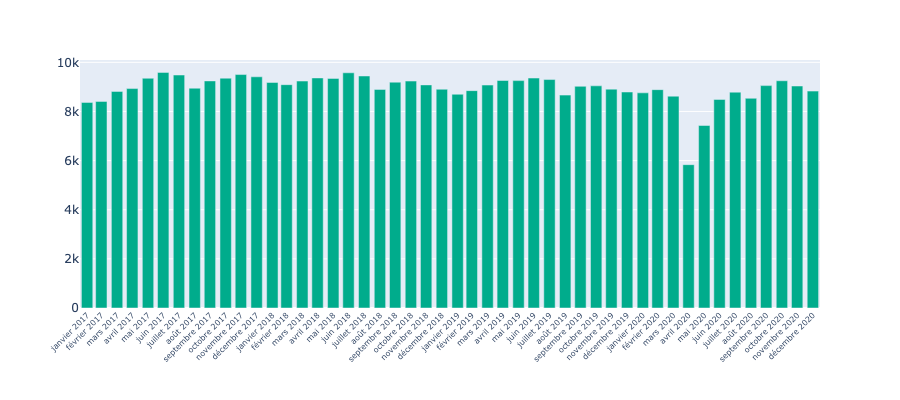 10k
8k
6k
4k
2k
0
janvier 2017
février 2017
mars 2017
avril 2017
mai 2017
juin 2017
juillet 2017
août 2017
septembre 2017
octobre 2017
novembre 2017
décembre 2017
janvier 2018
février 2018
mars 2018
avril 2018
mai 2018
juin 2018
juillet 2018
août 2018
septembre 2018
octobre 2018
novembre 2018
décembre 2018
janvier 2019
février 2019
mars 2019
avril 2019
mai 2019
juin 2019
juillet 2019
août 2019
septembre 2019
octobre 2019
novembre 2019
décembre 2019
janvier 2020
février 2020
mars 2020
avril 2020
mai 2020
juin 2020
juillet 2020
août 2020
septembre 2020
octobre 2020
novembre 2020
décembre 2020